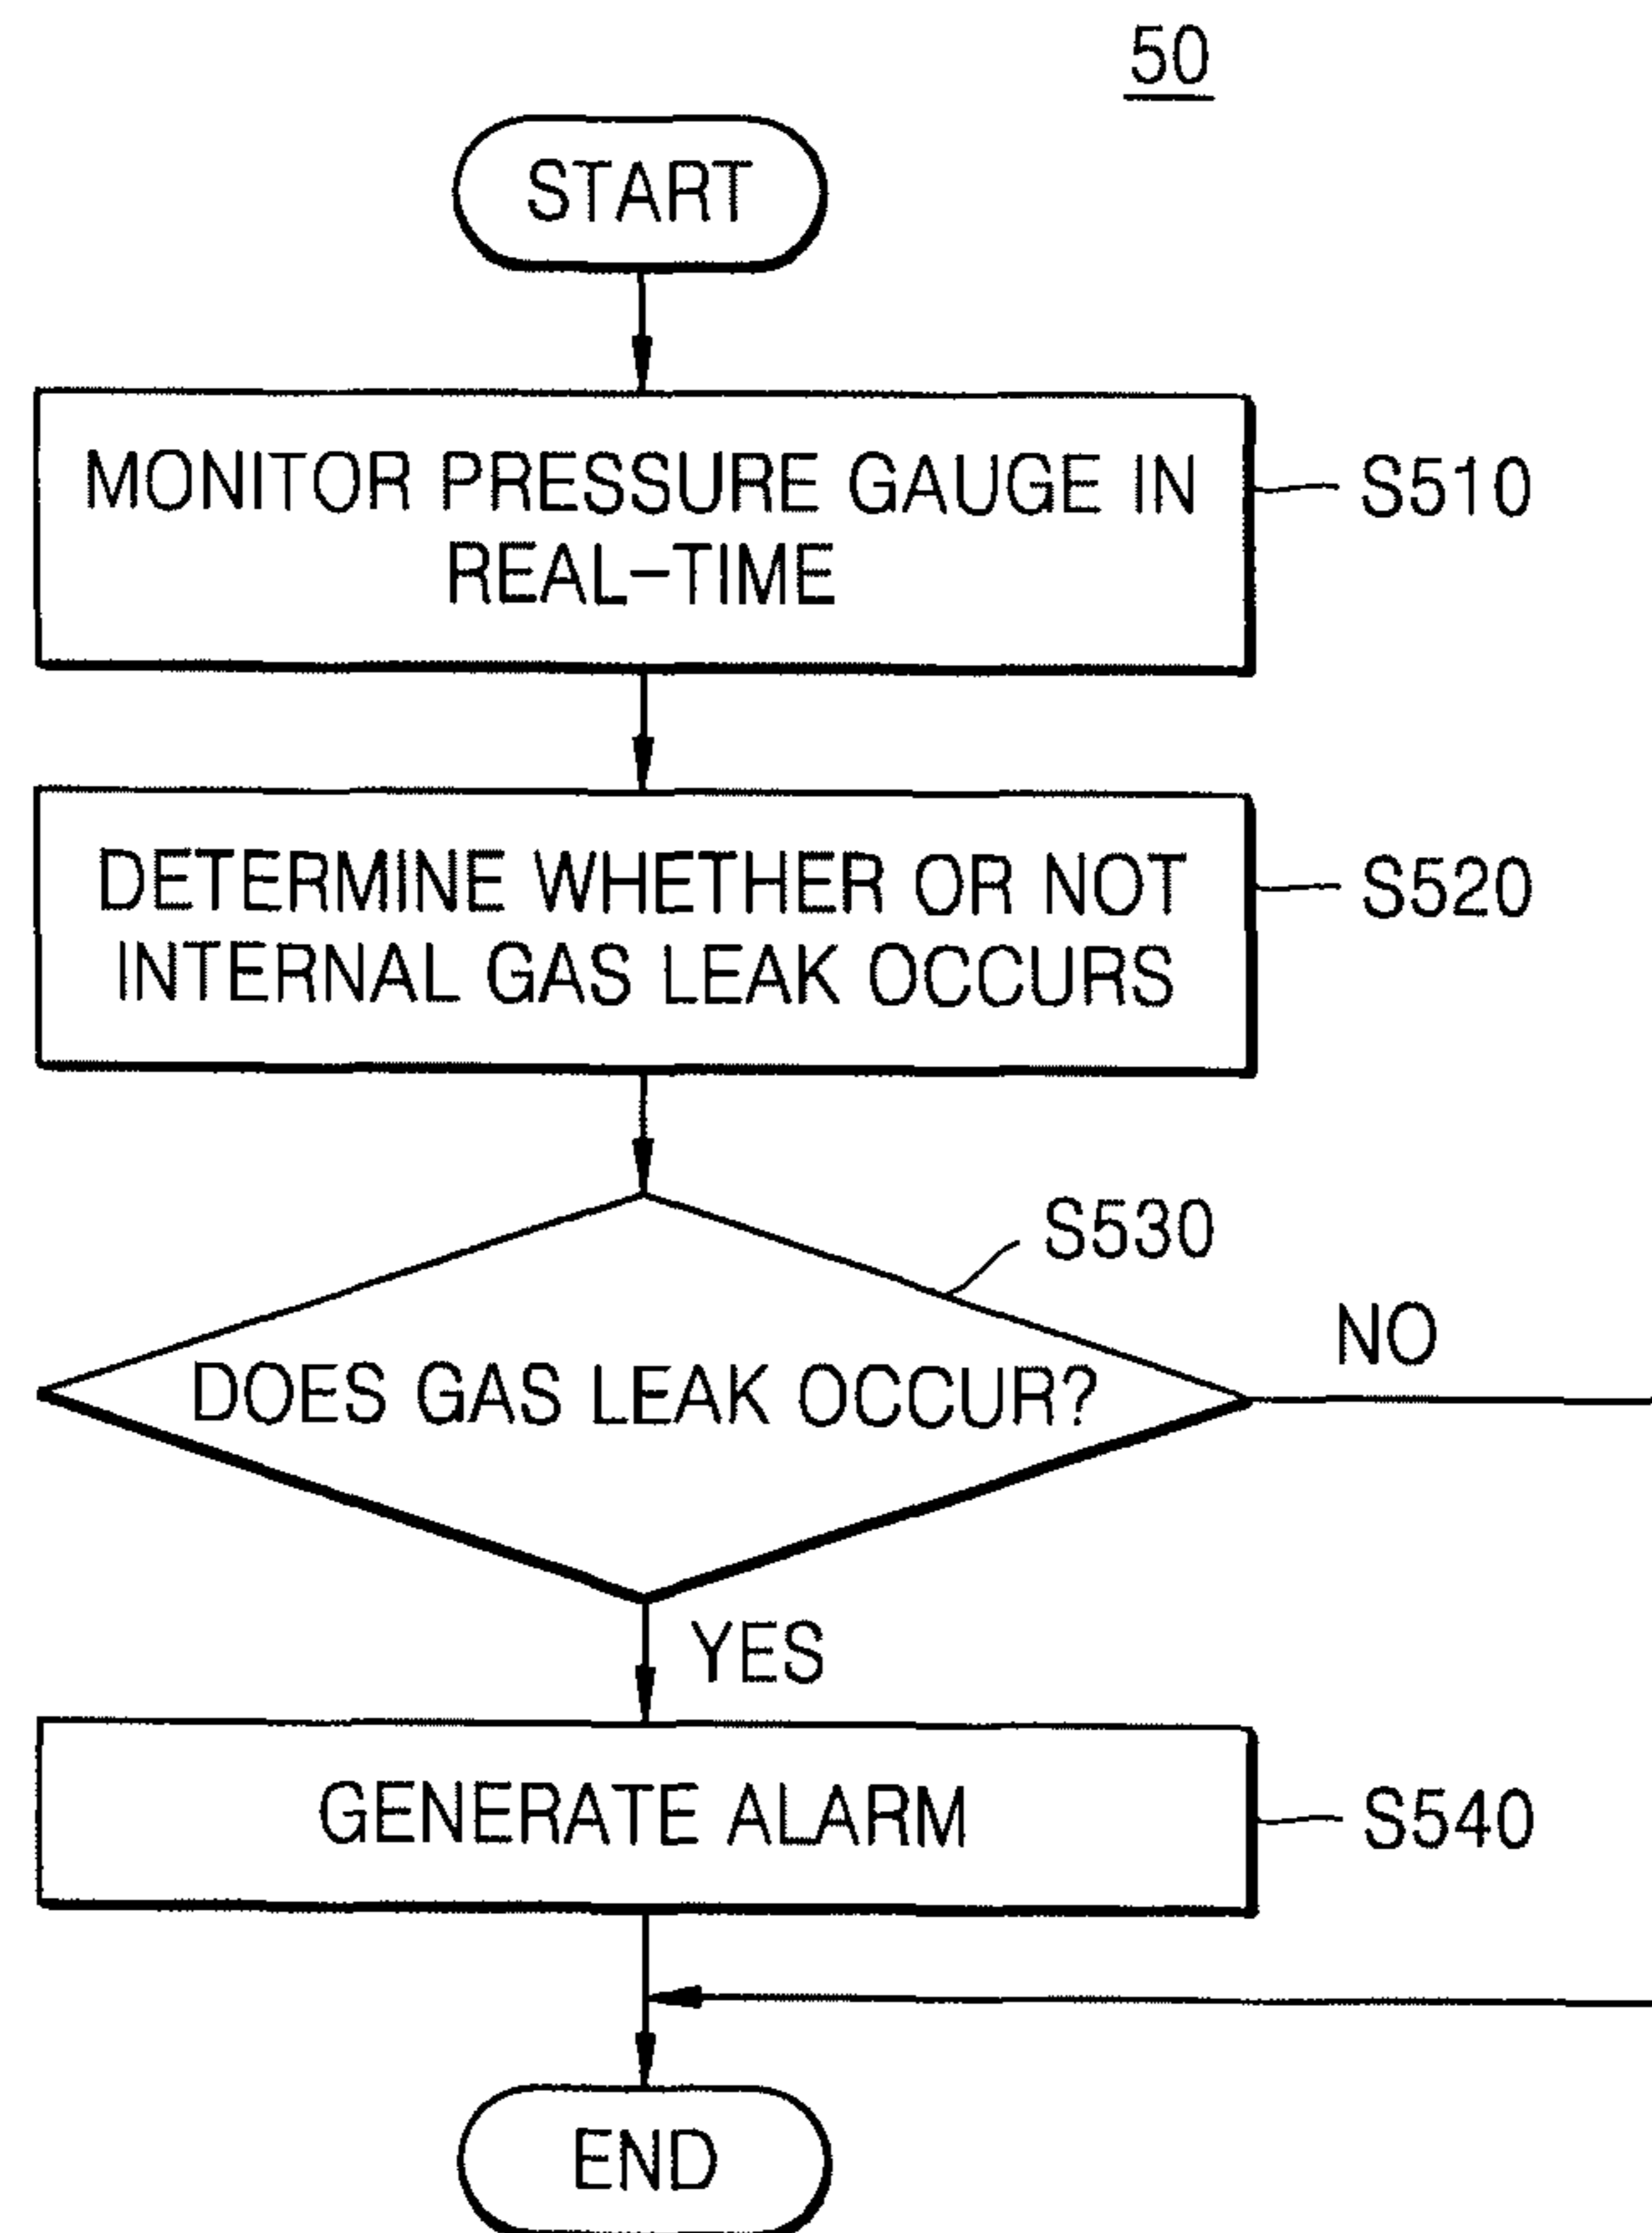 50
START
MONITOR PRESSURE GAUGE IN
REAL-TIME
S510
DETERMINE WHETHER OR NOT
INTERNAL GAS LEAK OCCURS
S520
S530
DOES GAS LEAK OCCUR?
NO
YES
GENERATE ALARM
S540
END